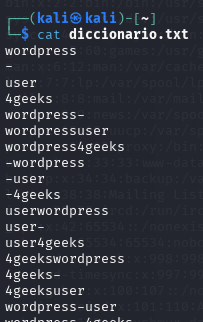 ┌──(kali㉿kali)-[~]
└─$ cat diccionario.txt
wordpress
-
user
4geeks
wordpress-
wordpressuser
wordpress4geeks
-wordpress
-user
-4geeks
userwordpress
user-
user4geeks
4geekswordpress
4geeks-
4geeksuser
wordpress-user
wordpress-4geeks